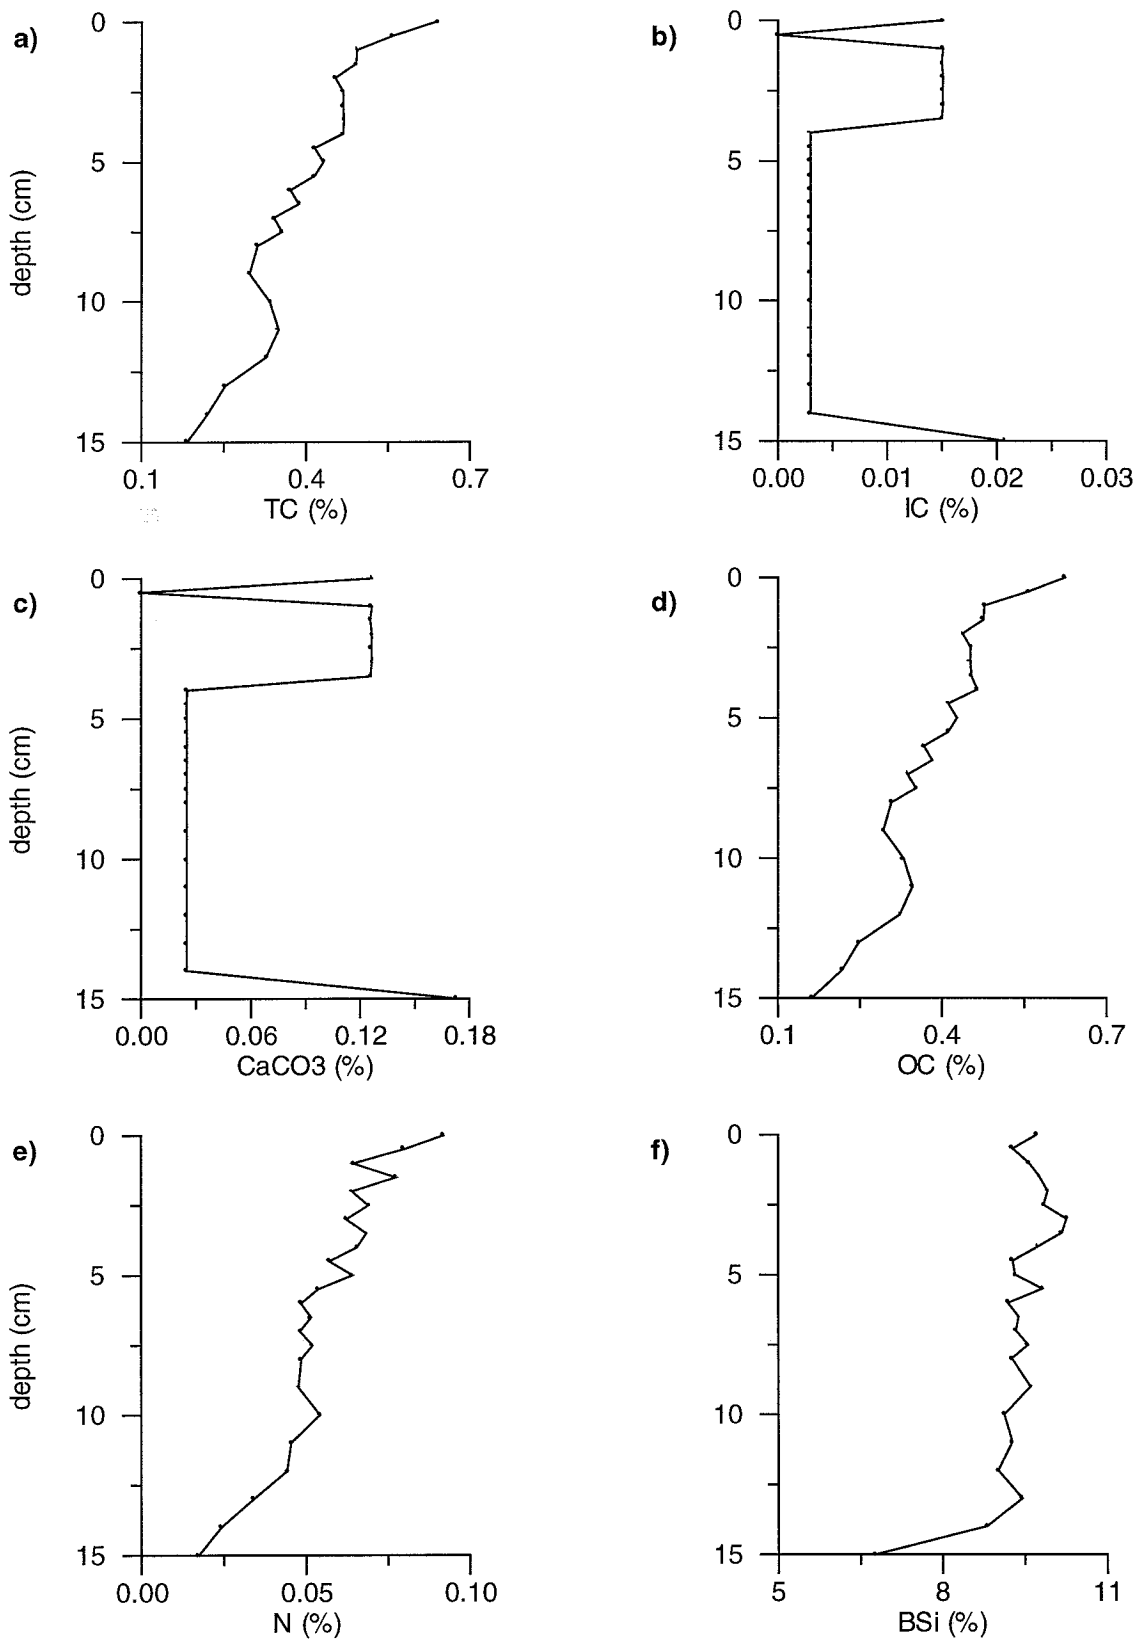 a)
0
5
10
15
depth (cm)
0.1 0.4 0.7
TC (%)
b)
0
5
10
15
0.00 0.01 0.02 0.03
IC (%)
c)
0
5
10
15
depth (cm)
0.00 0.06 0.12 0.18
CaCO3 (%)
d)
0
5
10
15
0.1 0.4 0.7
OC (%)
e)
0
5
10
15
depth (cm)
0.00 0.05 0.10
N (%)
f)
0
5
10
15
5 8 11
BSi (%)